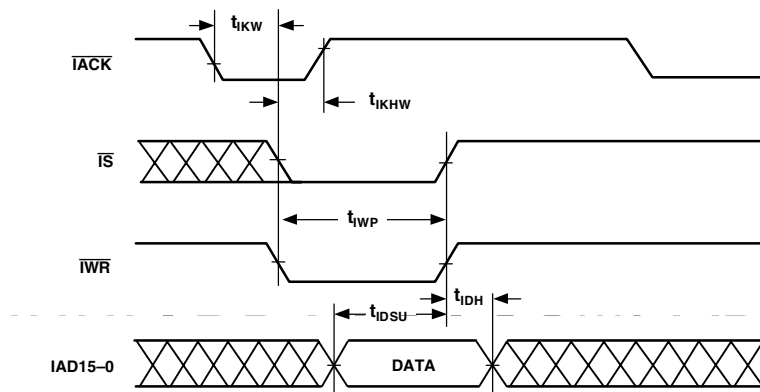 tIKW
IACK
tIKHW
IS
tIWP
IWR
tIDH
tIDSU
IAD15–0
DATA